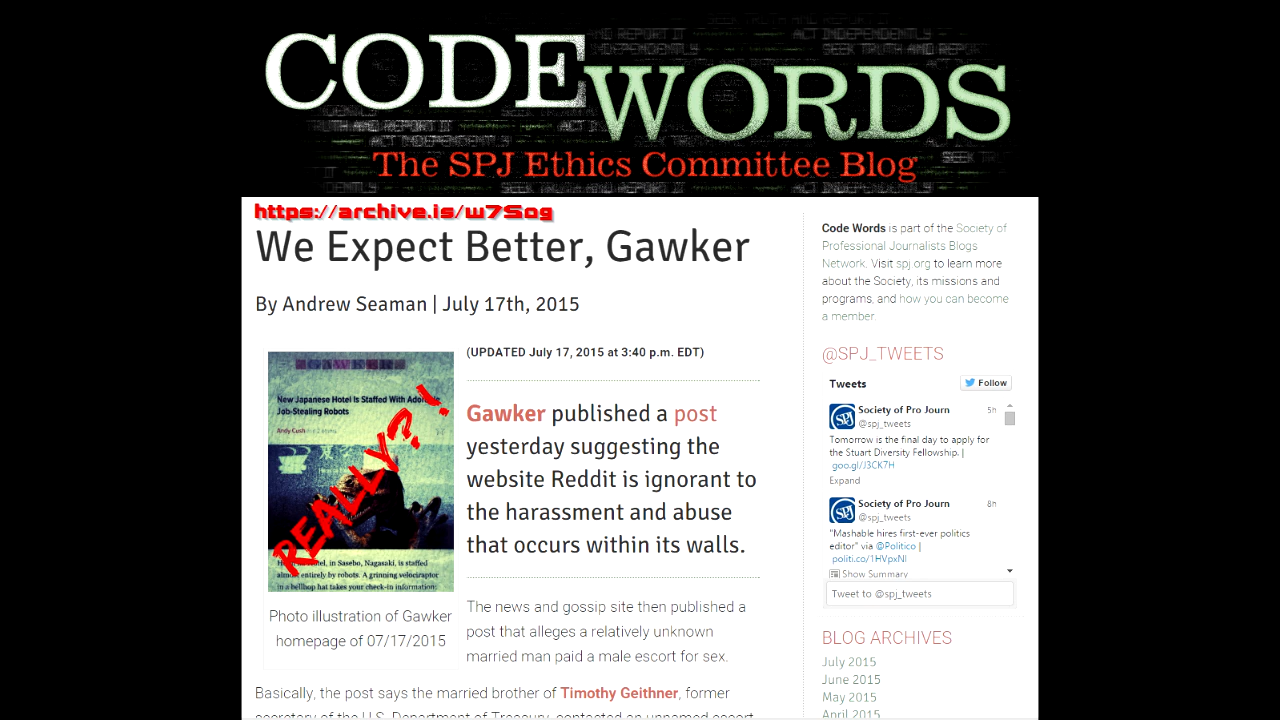 CODEWORDS
The SPJ Ethics Committee Blog
https://archive.is/w7Sog
We Expect Better, Gawker
By Andrew Seaman | July 17th, 2015
New Japanese Hotel Is Staffed With Adorable
Job-Stealing Robots
Andy Cush
REALLY?!
hotel, in Sasebo, Nagasaki, is staffed
almost entirely by robots. A grinning velociraptor
in a bellhop hat takes your check-in information;
Photo illustration of Gawker
homepage of 07/17/2015
(UPDATED July 17, 2015 at 3:40 p.m. EDT)
Gawker published a post
yesterday suggesting the
website Reddit is ignorant to
the harassment and abuse
that occurs within its walls.
The news and gossip site then published a
post that alleges a relatively unknown
married man paid a male escort for sex.
Basically, the post says the married brother of Timothy Geithner, former
secretary of the U.S. Department of Treasury, contacted an unnamed escort
Code Words is part of the Society of
Professional Journalists Blogs
Network. Visit spj.org to learn more
about the Society, its missions and
programs, and how you can become
a member.
@SPJ_TWEETS
Tweets
Follow
Society of Pro Journ 5h
@spj_tweets
Tomorrow is the final day to apply for
the Stuart Diversity Fellowship. |
goo.gl/J3CK7H
Expand
Society of Pro Journ 8h
@spj_tweets
"Mashable hires first-ever politics
editor" via @Politico |
politi.co/1HVpxNI
Show Summary
Tweet to @spj_tweets
BLOG ARCHIVES
July 2015
June 2015
May 2015
April 2015